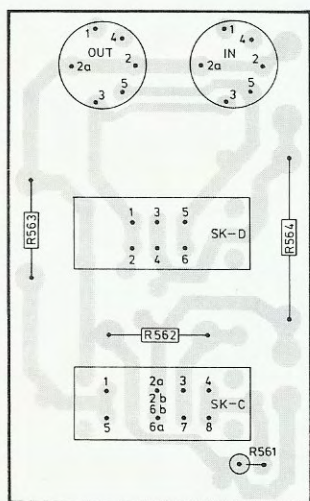 1 4
OUT
2a 2
5
3
1 4
IN
2a 2
5
3
R563
R564
1 3 5
SK-D
2 4 6
R562
1 2a 3 4
2b
6b
SK-C
5 6a 7 8
R561